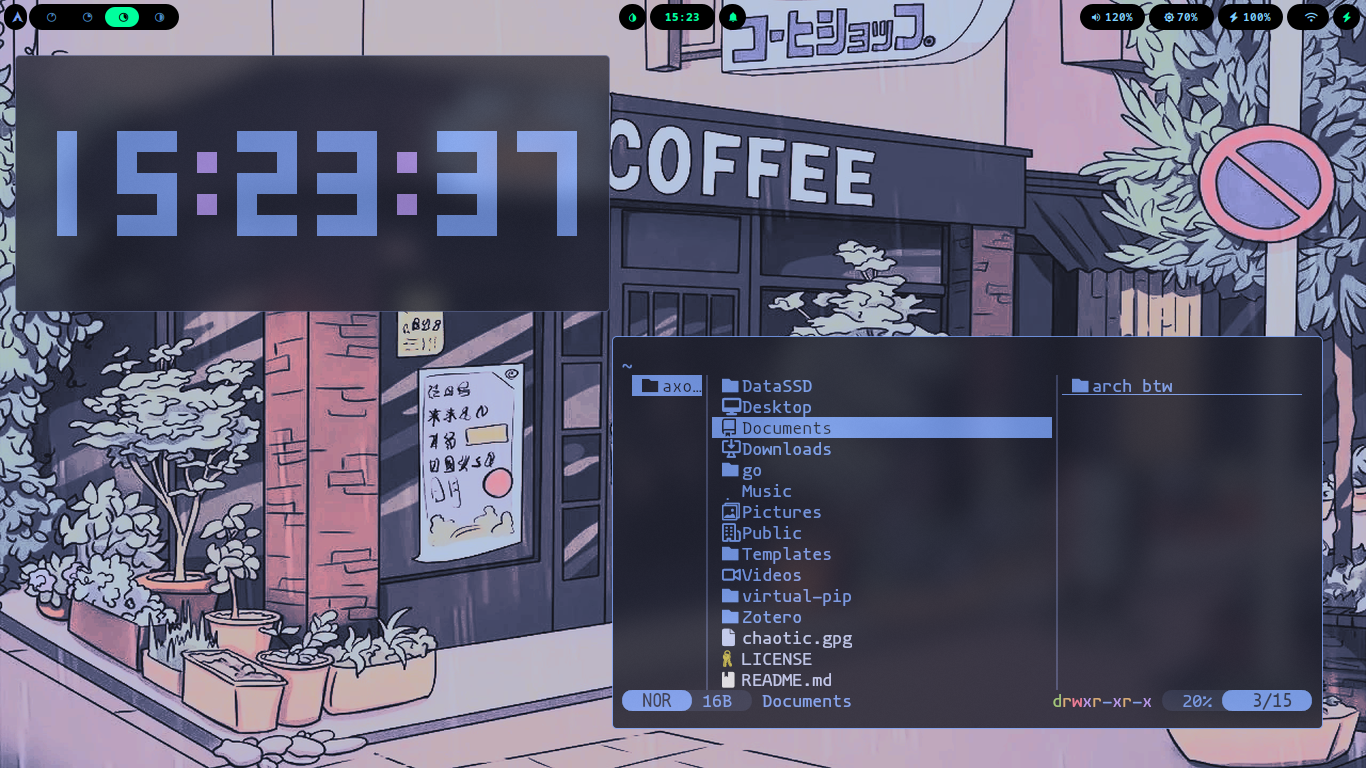 15:23
120%
70%
100%
コーヒショップ。
15:23:37
COFFEE
~
axo…
DataSSD
Desktop
Documents
Downloads
go
Music
Pictures
Public
Templates
Videos
virtual-pip
Zotero
chaotic.gpg
LICENSE
README.md
arch btw
NOR 16B Documents drwxr-xr-x 20% 3/15